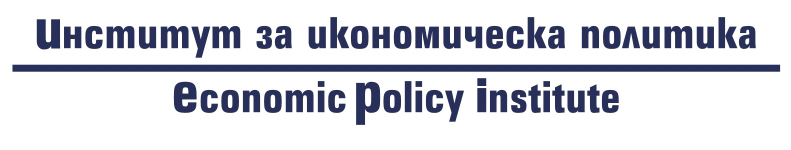 Институт за икономическа политика
economic policy institute